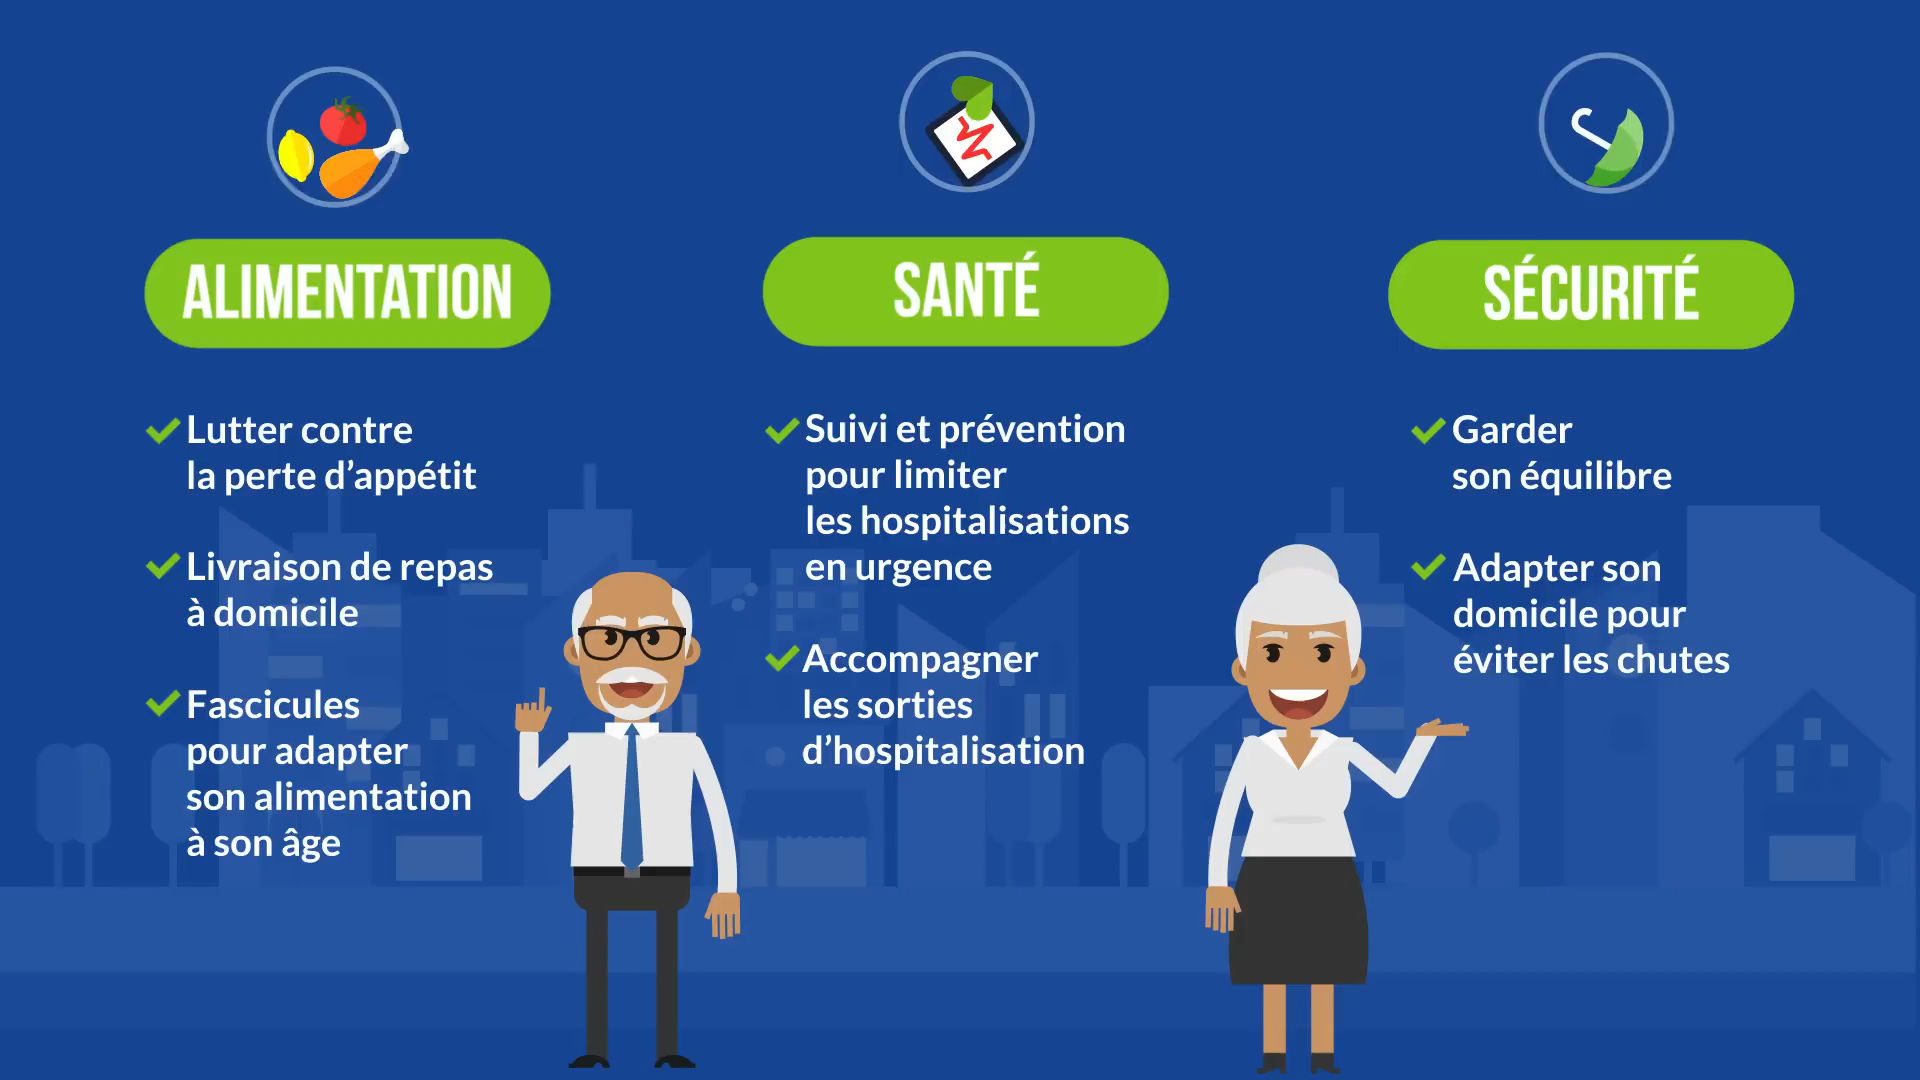 ALIMENTATION
Lutter contre
la perte d’appétit
Livraison de repas
à domicile
Fascicules
pour adapter
son alimentation
à son âge
SANTÉ
Suivi et prévention
pour limiter
les hospitalisations
en urgence
Accompagner
les sorties
d’hospitalisation
SÉCURITÉ
Garder
son équilibre
Adapter son
domicile pour
éviter les chutes